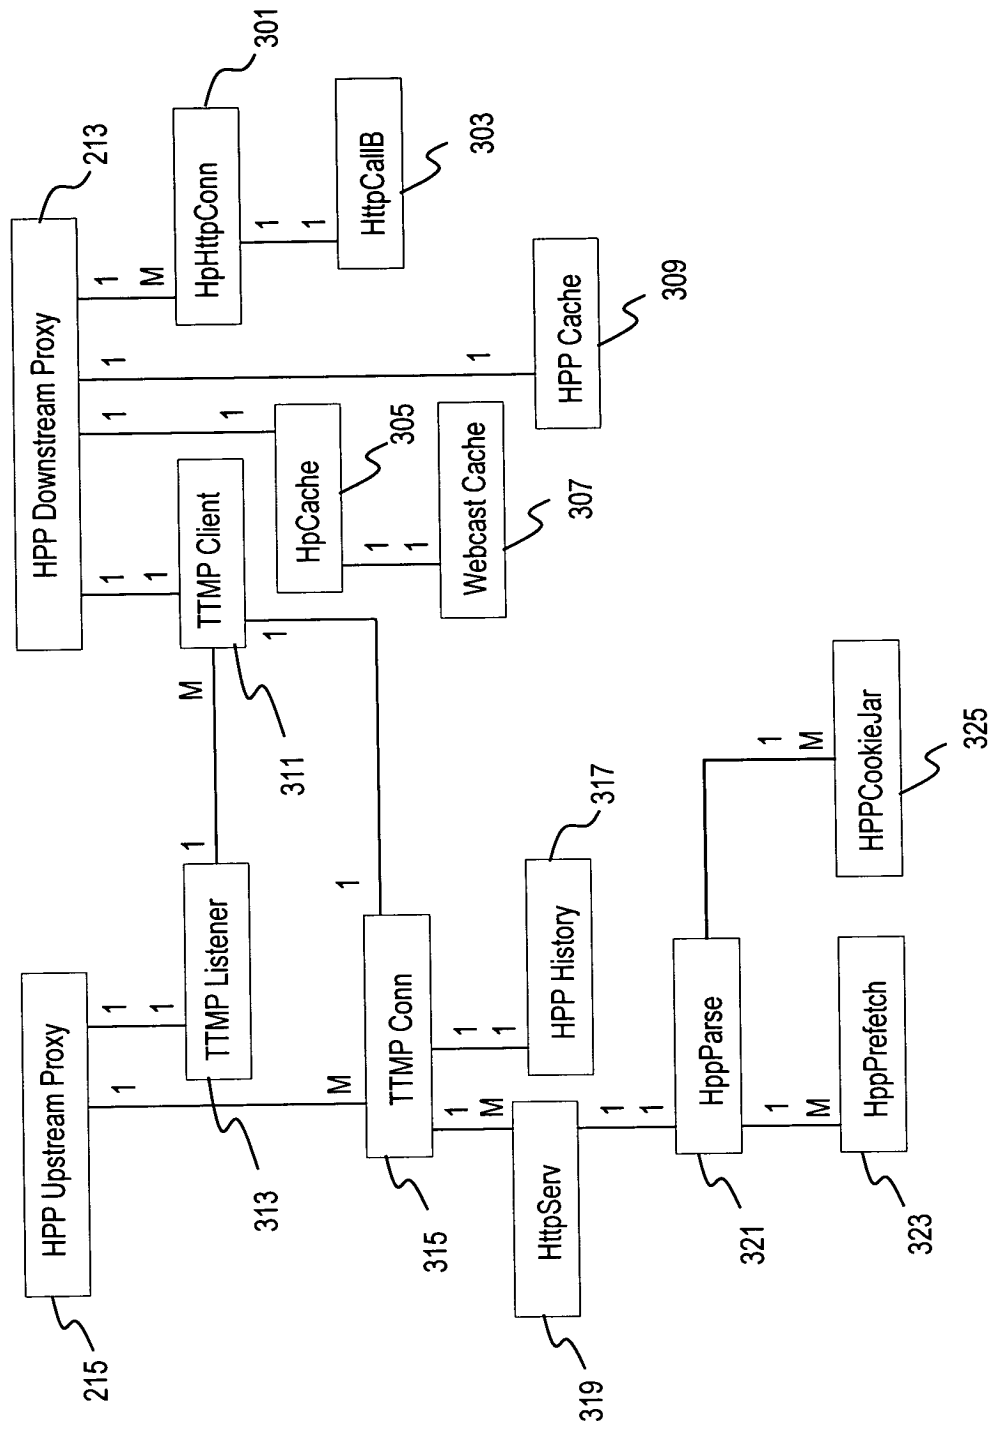 HPP Upstream Proxy
HPP Downstream Proxy
215
213
1
1
1
1
1
1
1
1
M
1
M
TTMP Listener
TTMP Client
HpHttpConn
1
313
1
1
301
311
HpCache
1
M
1
1
HttpCallB
TTMP Conn
305
1
315
1
1
Webcast Cache
1
303
M
1
HttpServ
HPP History
HPP Cache
307
319
317
1
1
309
HppParse
321
1
1
M
M
HppPrefetch
HPPCookieJar
323
325